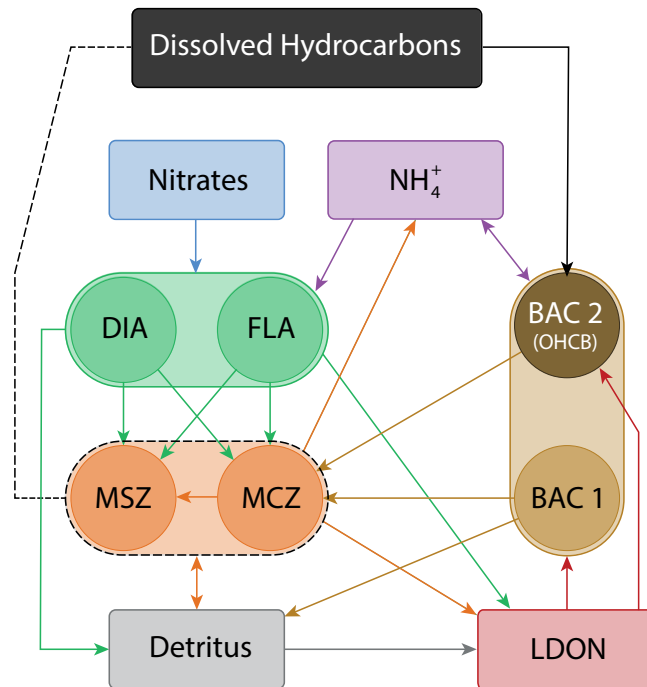 Dissolved Hydrocarbons
Nitrates
NH₄⁺
DIA
FLA
BAC 2
(OHCB)
MSZ
MCZ
BAC 1
Detritus
LDON